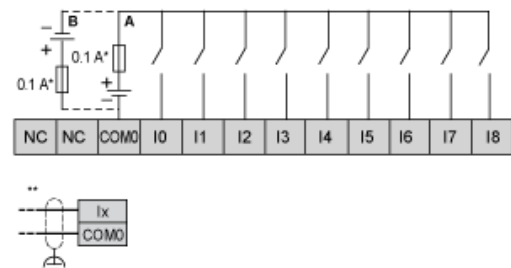 B A
0.1 A*
0.1 A*
NC NC COM0 I0 I1 I2 I3 I4 I5 I6 I7 I8
**
Ix
COM0